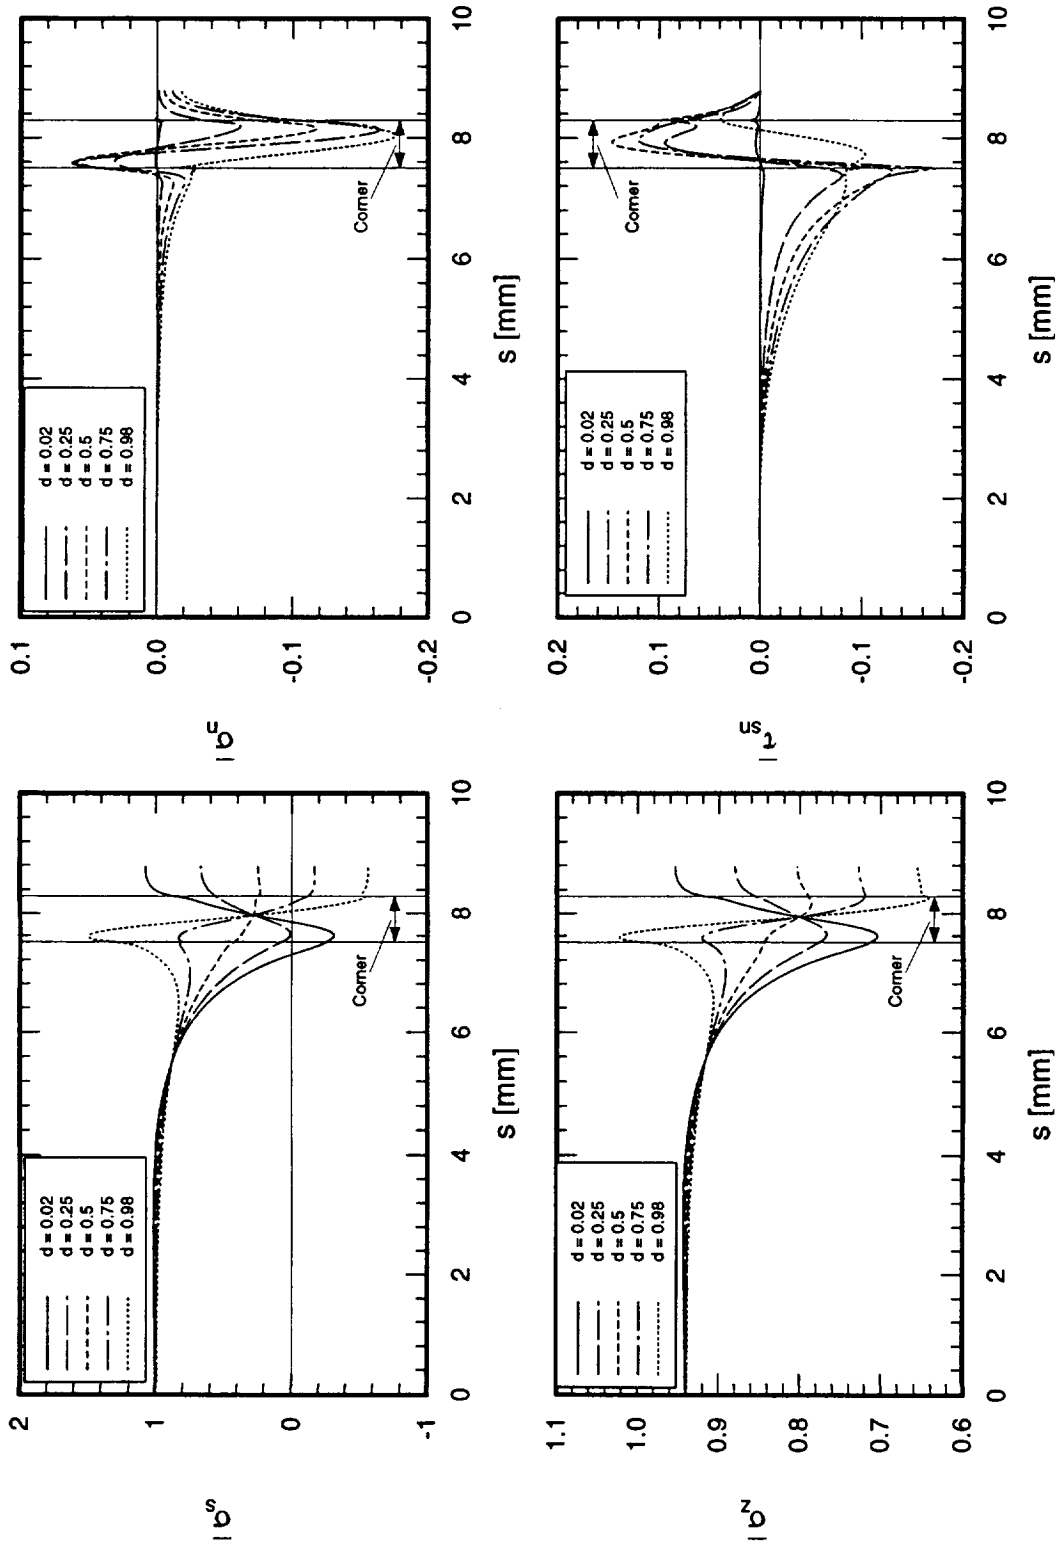 σ̄s
2
1
0
-1
d = 0.02
d = 0.25
d = 0.5
d = 0.75
d = 0.98
Corner
0 2 4 6 8 10
s [mm]
σ̄n
0.1
0.0
-0.1
-0.2
d = 0.02
d = 0.25
d = 0.5
d = 0.75
d = 0.98
Corner
0 2 4 6 8 10
s [mm]
σ̄z
1.1
1.0
0.9
0.8
0.7
0.6
d = 0.02
d = 0.25
d = 0.5
d = 0.75
d = 0.98
Corner
0 2 4 6 8 10
s [mm]
τ̄sn
0.2
0.1
0.0
-0.1
-0.2
d = 0.02
d = 0.25
d = 0.5
d = 0.75
d = 0.98
Corner
0 2 4 6 8 10
s [mm]